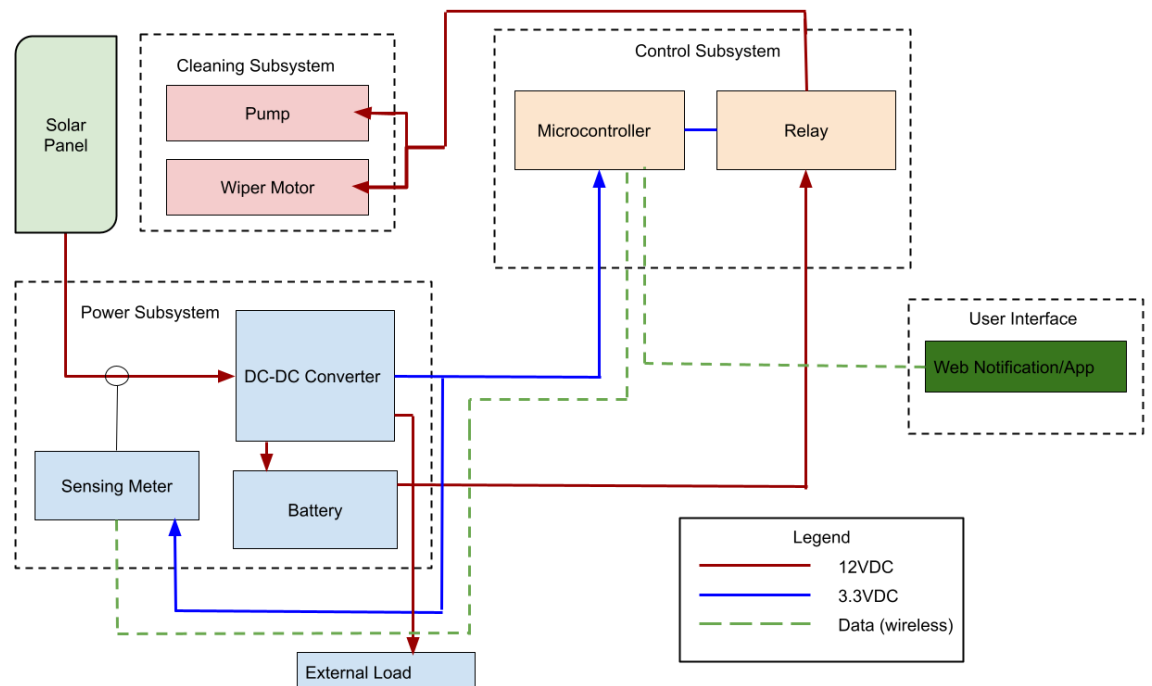 Solar
Panel
Cleaning Subsystem
Pump
Wiper Motor
Control Subsystem
Microcontroller
Relay
Power Subsystem
DC-DC Converter
Sensing Meter
Battery
External Load
User Interface
Web Notification/App
Legend
12VDC
3.3VDC
Data (wireless)